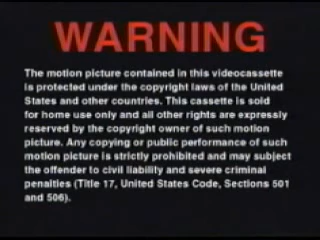 WARNING
The motion picture contained in this videocassette
is protected under the copyright laws of the United
States and other countries. This cassette is sold
for home use only and all other rights are expressly
reserved by the copyright owner of such motion
picture. Any copying or public performance of such
motion picture is strictly prohibited and may subject
the offender to civil liability and severe criminal
penalties (Title 17, United States Code, Sections 501
and 506).